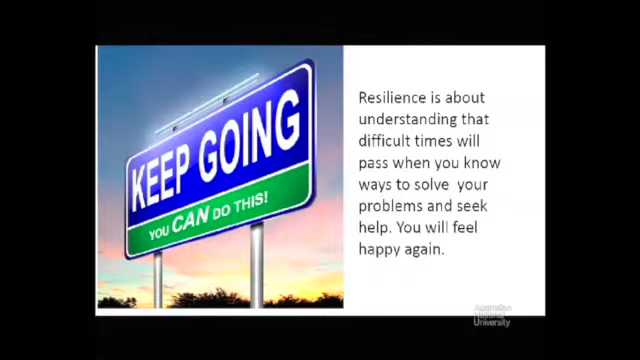 KEEP GOING
YOU CAN DO THIS!
Resilience is about
understanding that
difficult times will
pass when you know
ways to solve your
problems and seek
help. You will feel
happy again.
Australian
National
University